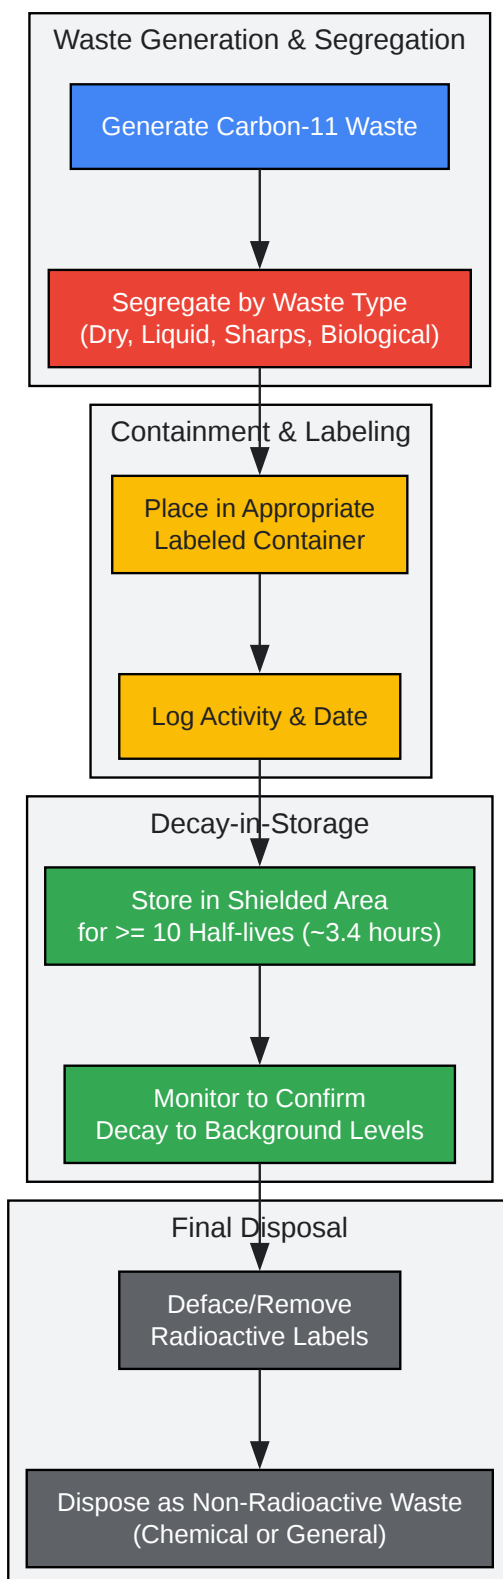 Waste Generation & Segregation
Generate Carbon-11 Waste
Segregate by Waste Type
(Dry, Liquid, Sharps, Biological)
Containment & Labeling
Place in Appropriate
Labeled Container
Log Activity & Date
Decay-in-Storage
Store in Shielded Area
for >= 10 Half-lives (~3.4 hours)
Monitor to Confirm
Decay to Background Levels
Final Disposal
Deface/Remove
Radioactive Labels
Dispose as Non-Radioactive Waste
(Chemical or General)